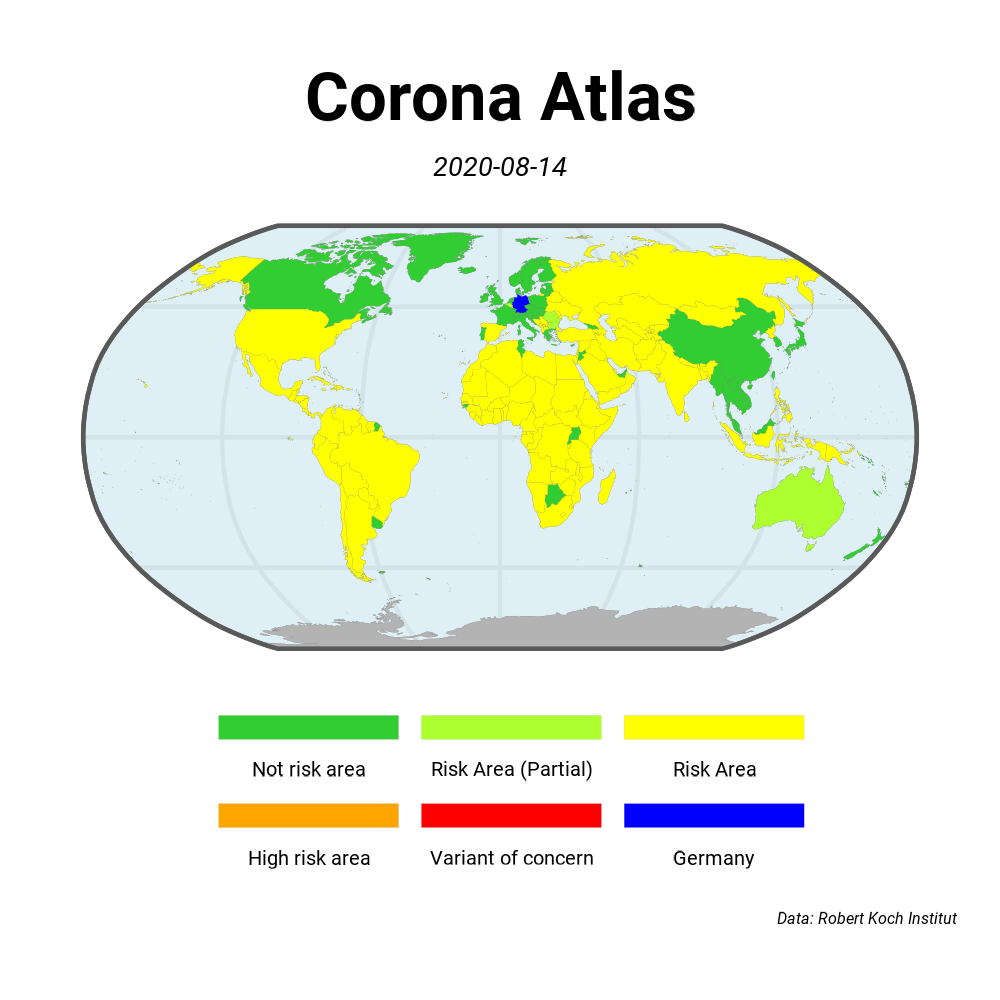 Corona Atlas
2020-08-14
Not risk area
Risk Area (Partial)
Risk Area
High risk area
Variant of concern
Germany
Data: Robert Koch Institut